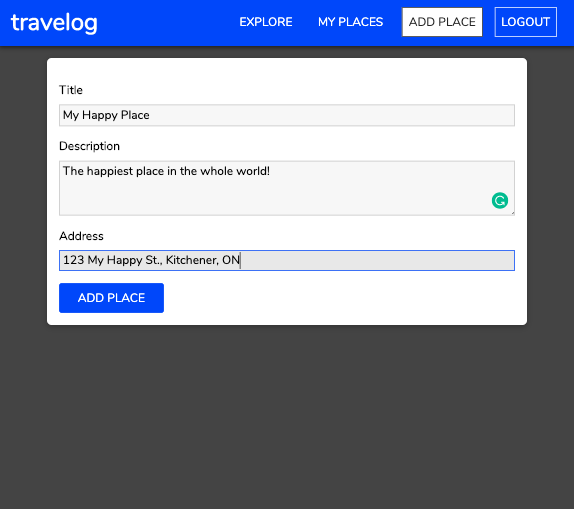 travelog
EXPLORE MY PLACES ADD PLACE LOGOUT
Title
My Happy Place
Description
The happiest place in the whole world!
Address
123 My Happy St., Kitchener, ON
ADD PLACE